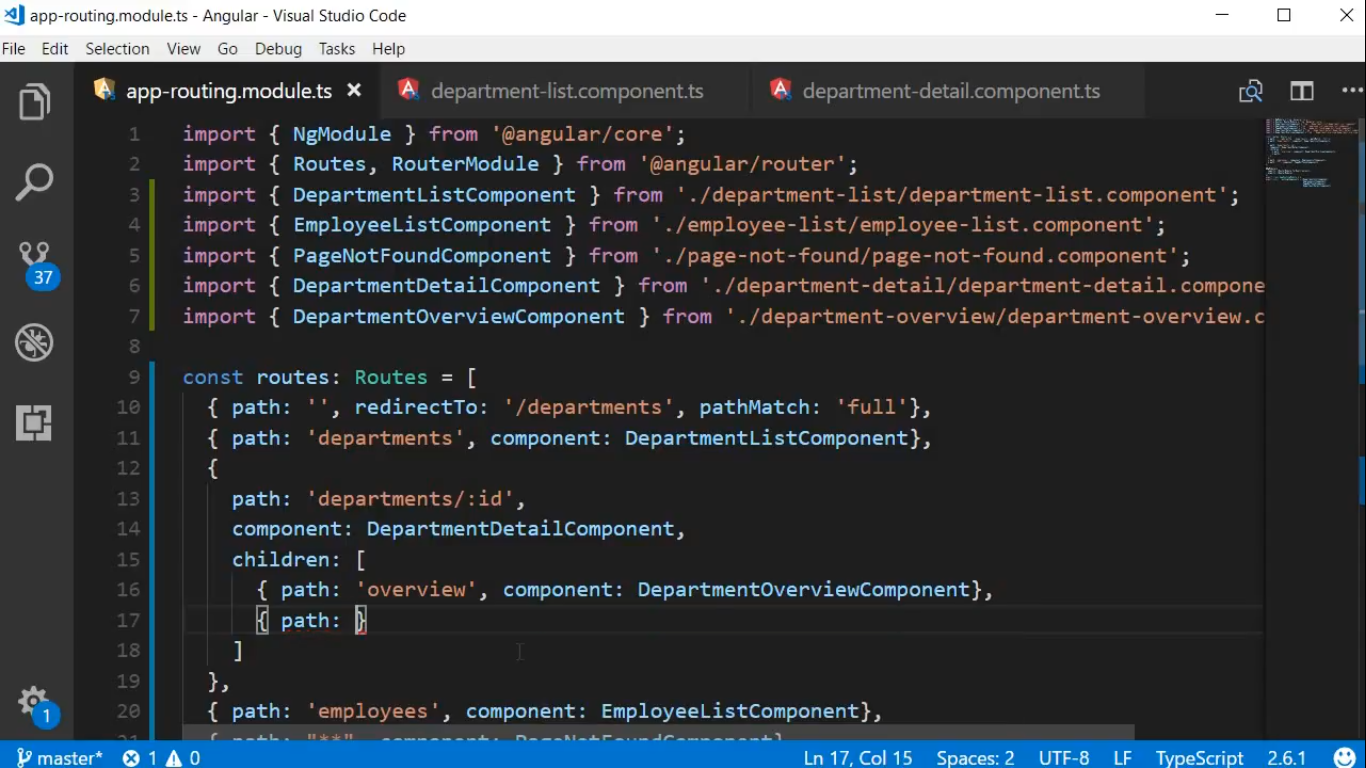 app-routing.module.ts - Angular - Visual Studio Code
File Edit Selection View Go Debug Tasks Help
app-routing.module.ts × department-list.component.ts department-detail.component.ts
1 import { NgModule } from '@angular/core';
2 import { Routes, RouterModule } from '@angular/router';
3 import { DepartmentListComponent } from './department-list/department-list.component';
4 import { EmployeeListComponent } from './employee-list/employee-list.component';
5 import { PageNotFoundComponent } from './page-not-found/page-not-found.component';
6 import { DepartmentDetailComponent } from './department-detail/department-detail.compone
7 import { DepartmentOverviewComponent } from './department-overview/department-overview.c
8
9 const routes: Routes = [
10 { path: '', redirectTo: '/departments', pathMatch: 'full'},
11 { path: 'departments', component: DepartmentListComponent},
12 {
13 path: 'departments/:id',
14 component: DepartmentDetailComponent,
15 children: [
16 { path: 'overview', component: DepartmentOverviewComponent},
17 { path: }
18 ]
19 },
20 { path: 'employees', component: EmployeeListComponent},
21 { path: "**", component: PageNotFoundComponent}
37
1
master* 1 0 Ln 17, Col 15 Spaces: 2 UTF-8 LF TypeScript 2.6.1